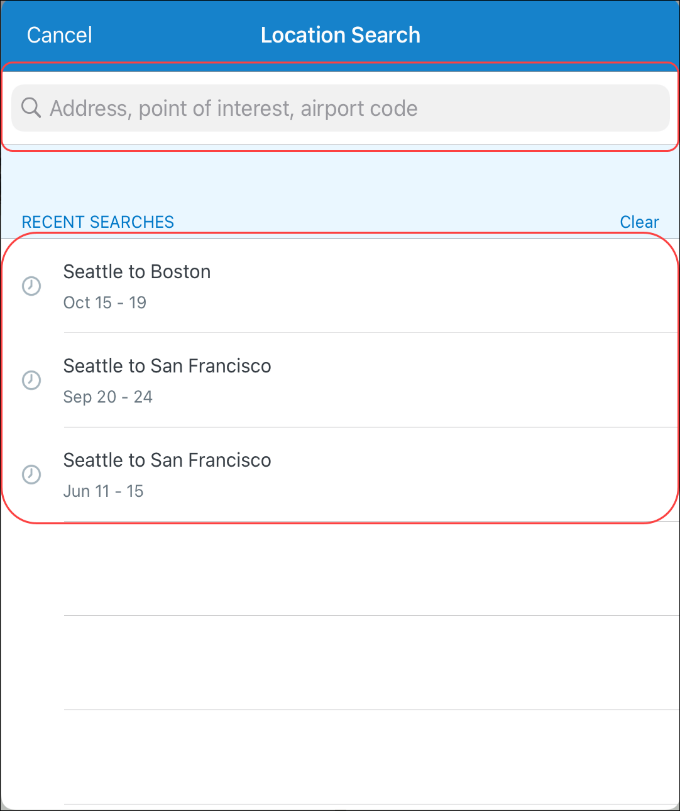 Cancel
Location Search
Address, point of interest, airport code
RECENT SEARCHES
Clear
Seattle to Boston
Oct 15 - 19
Seattle to San Francisco
Sep 20 - 24
Seattle to San Francisco
Jun 11 - 15